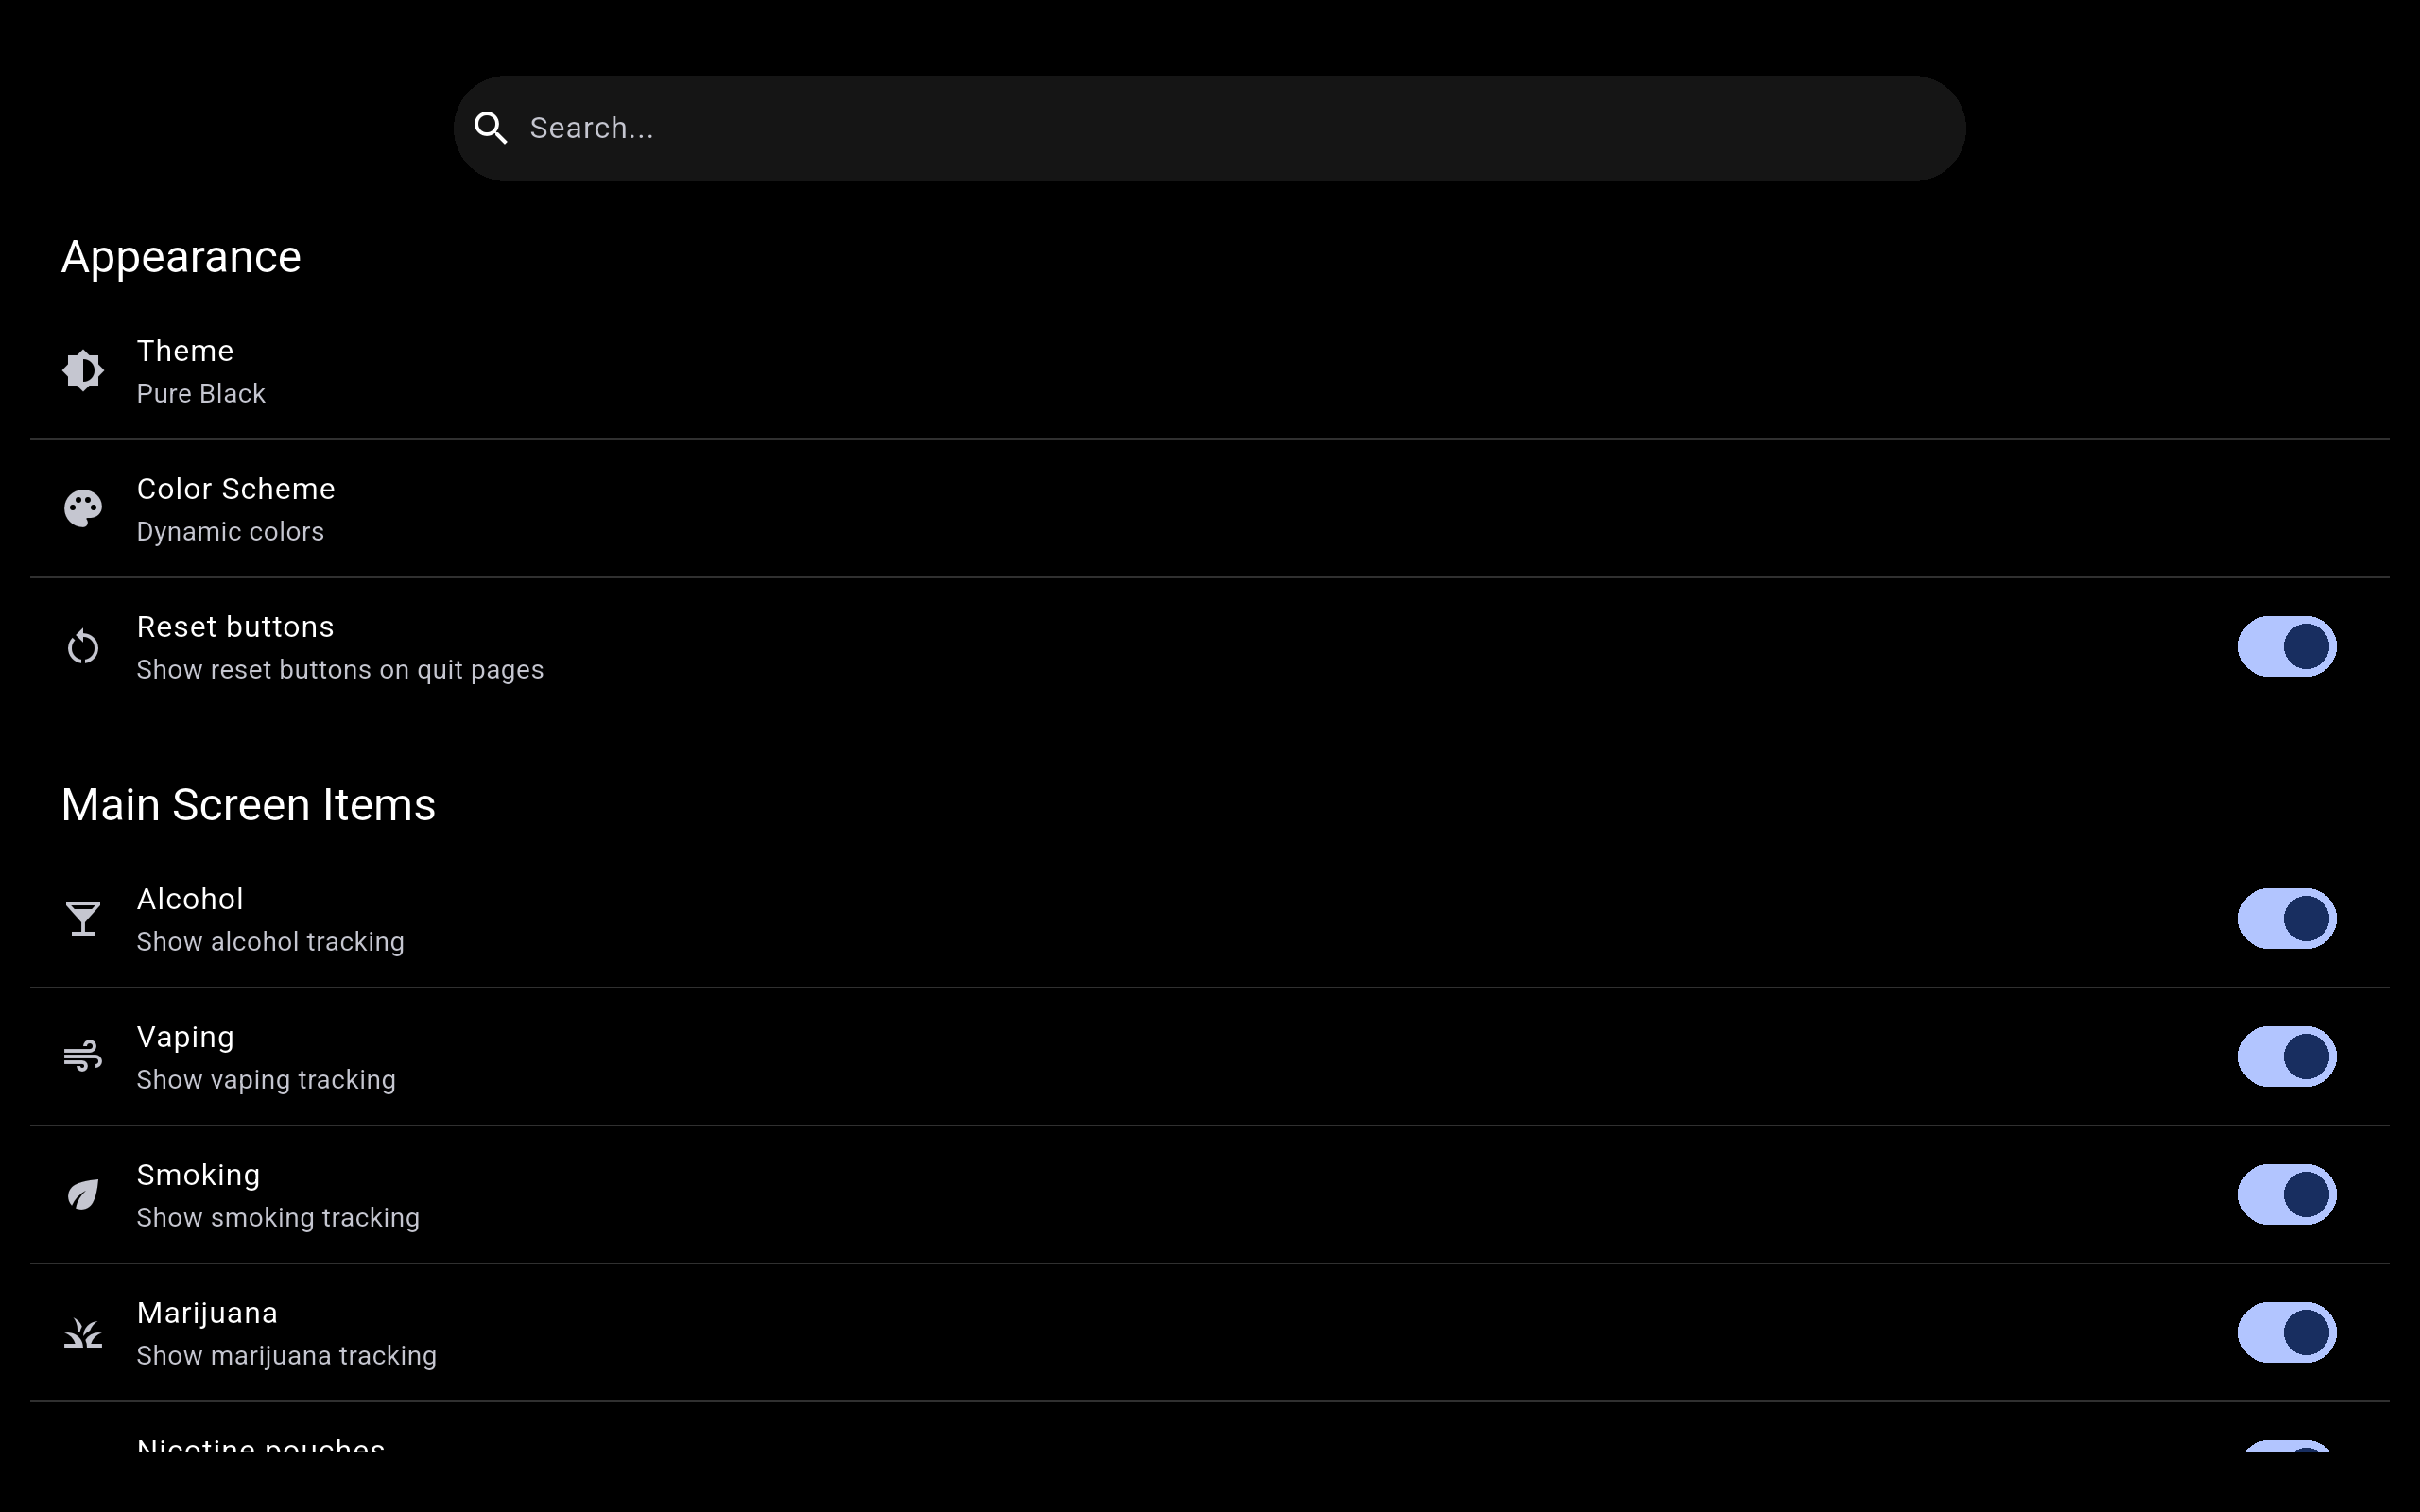 Search...
Appearance
Theme
Pure Black
Color Scheme
Dynamic colors
Reset buttons
Show reset buttons on quit pages
Main Screen Items
Alcohol
Show alcohol tracking
Vaping
Show vaping tracking
Smoking
Show smoking tracking
Marijuana
Show marijuana tracking
Nicotine pouches